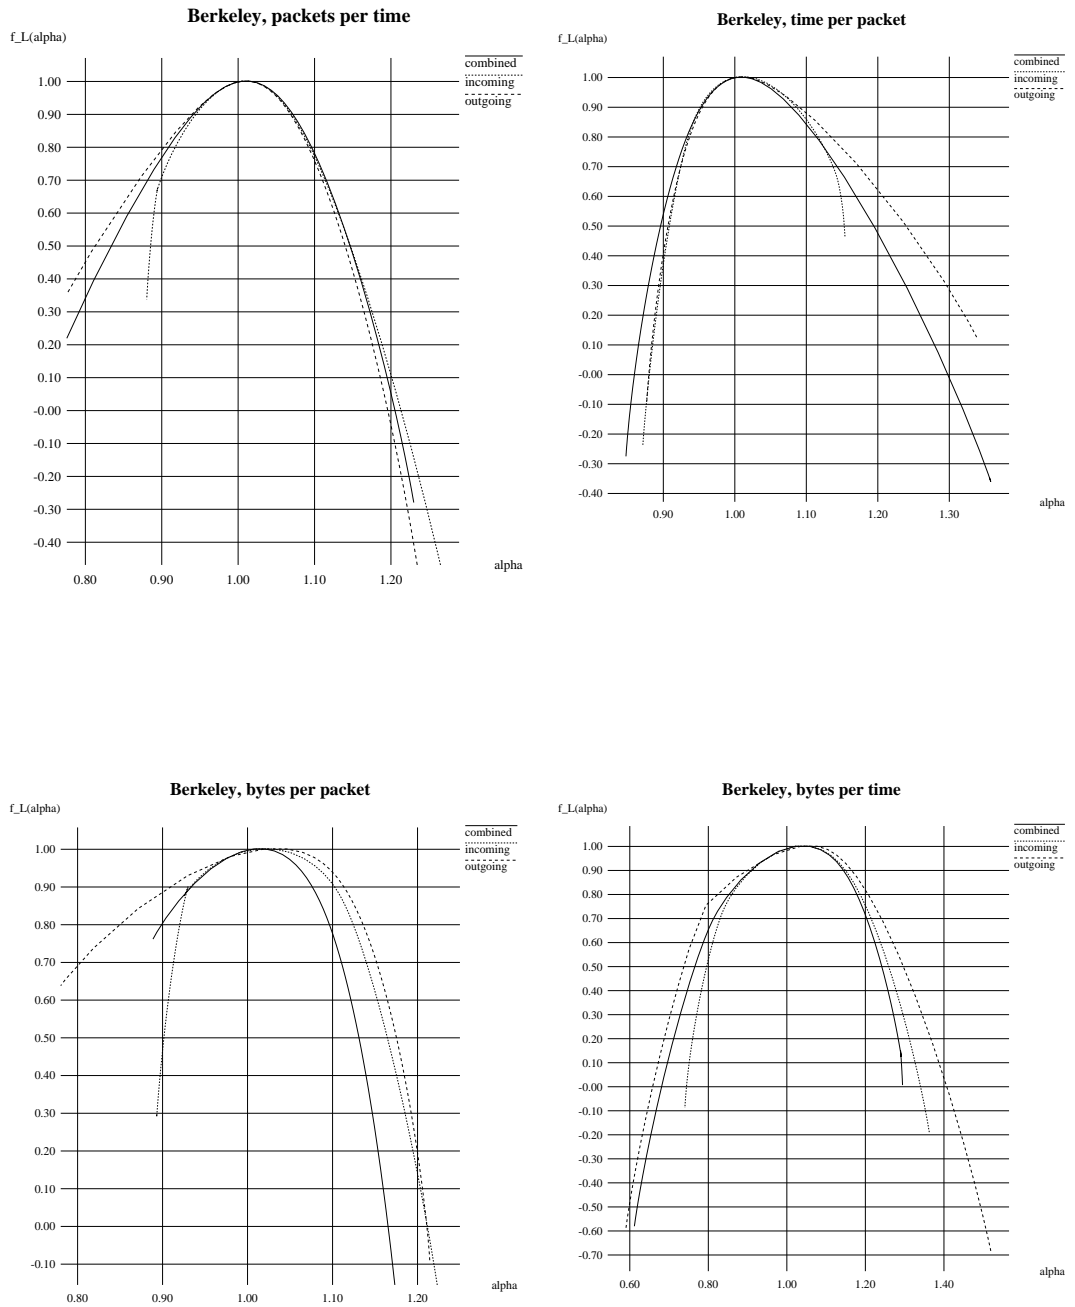 Berkeley, packets per time
f_L(alpha)
combined
incoming
outgoing
1.00
0.90
0.80
0.70
0.60
0.50
0.40
0.30
0.20
0.10
-0.00
-0.10
-0.20
-0.30
-0.40
0.80 0.90 1.00 1.10 1.20
alpha
Berkeley, time per packet
f_L(alpha)
combined
incoming
outgoing
1.00
0.90
0.80
0.70
0.60
0.50
0.40
0.30
0.20
0.10
-0.00
-0.10
-0.20
-0.30
-0.40
alpha
0.90 1.00 1.10 1.20 1.30
Berkeley, bytes per packet
f_L(alpha)
combined
incoming
outgoing
1.00
0.90
0.80
0.70
0.60
0.50
0.40
0.30
0.20
0.10
0.00
-0.10
alpha
0.80 0.90 1.00 1.10 1.20
Berkeley, bytes per time
f_L(alpha)
combined
incoming
outgoing
1.00
0.90
0.80
0.70
0.60
0.50
0.40
0.30
0.20
0.10
-0.00
-0.10
-0.20
-0.30
-0.40
-0.50
-0.60
-0.70
alpha
0.60 0.80 1.00 1.20 1.40